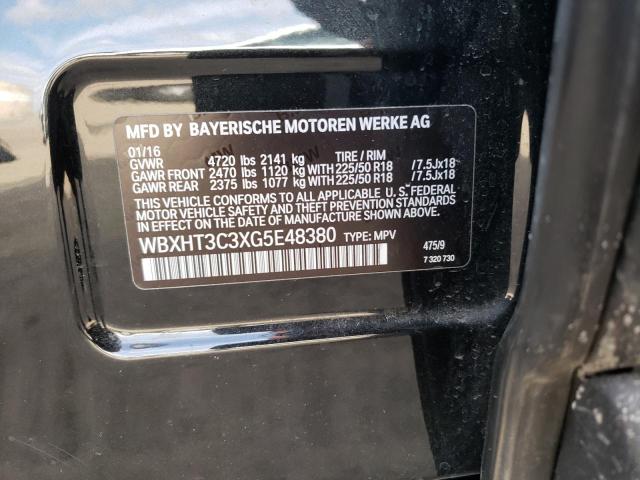 MFD BY BAYERISCHE MOTOREN WERKE AG
01/16
GVWR 4720 lbs 2141 kg TIRE / RIM
GAWR FRONT 2470 lbs 1120 kg WITH 225/50 R18 /7.5Jx18
GAWR REAR 2375 lbs 1077 kg WITH 225/50 R18 /7.5Jx18
THIS VEHICLE CONFORMS TO ALL APPLICABLE U.S. FEDERAL
MOTOR VEHICLE SAFETY, THEFT PREVENTION STANDARDS
IN EFFECT ON THE DATE OF MANUFACTURE SHOWN ABOVE.
WBXHT3C3XG5E48380 TYPE: MPV
475/9
7 320 730